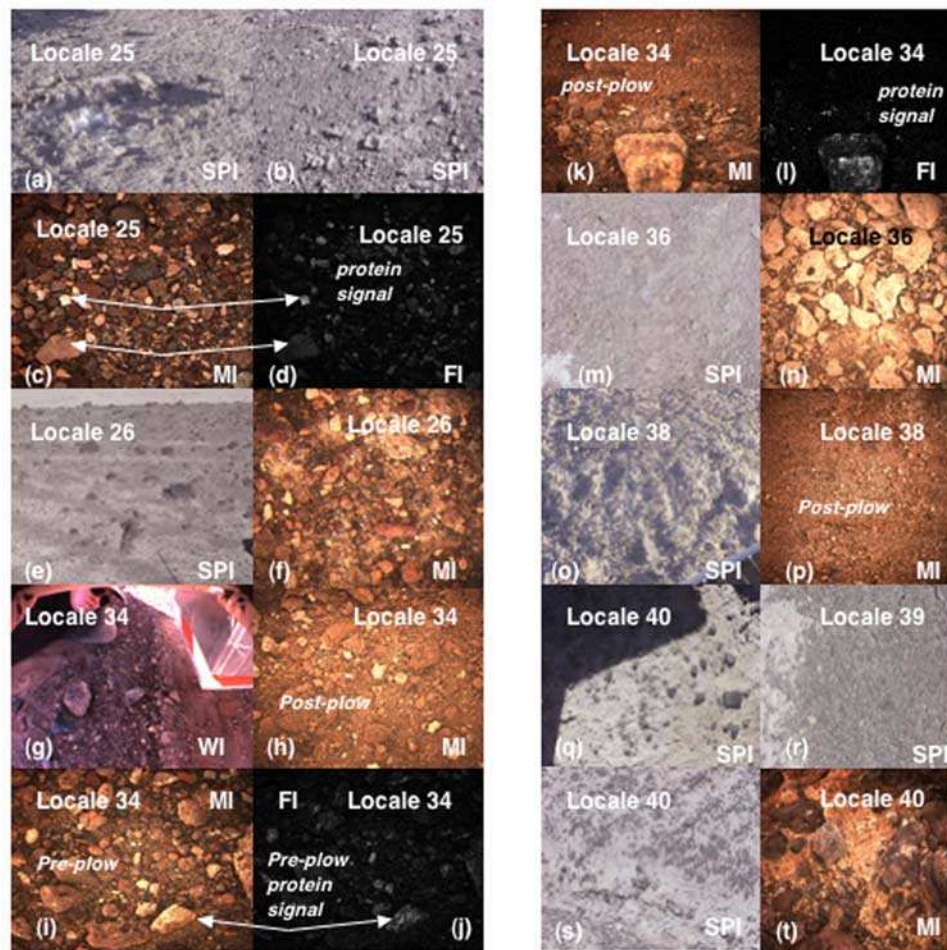 Locale 25
(a)
SPI
Locale 25
(b)
SPI
Locale 25
(c)
MI
Locale 25
protein
signal
(d)
FI
Locale 26
(e)
SPI
Locale 26
(f)
MI
Locale 34
(g)
WI
Locale 34
Post-plow
(h)
MI
Locale 34
MI
Pre-plow
(i)
FI
Locale 34
Pre-plow
protein
signal
(j)
Locale 34
post-plow
(k)
MI
Locale 34
protein
signal
(l)
FI
Locale 36
(m)
SPI
Locale 36
(n)
MI
Locale 38
(o)
SPI
Locale 38
Post-plow
(p)
MI
Locale 40
(q)
SPI
Locale 39
(r)
SPI
Locale 40
(s)
SPI
Locale 40
(t)
MI